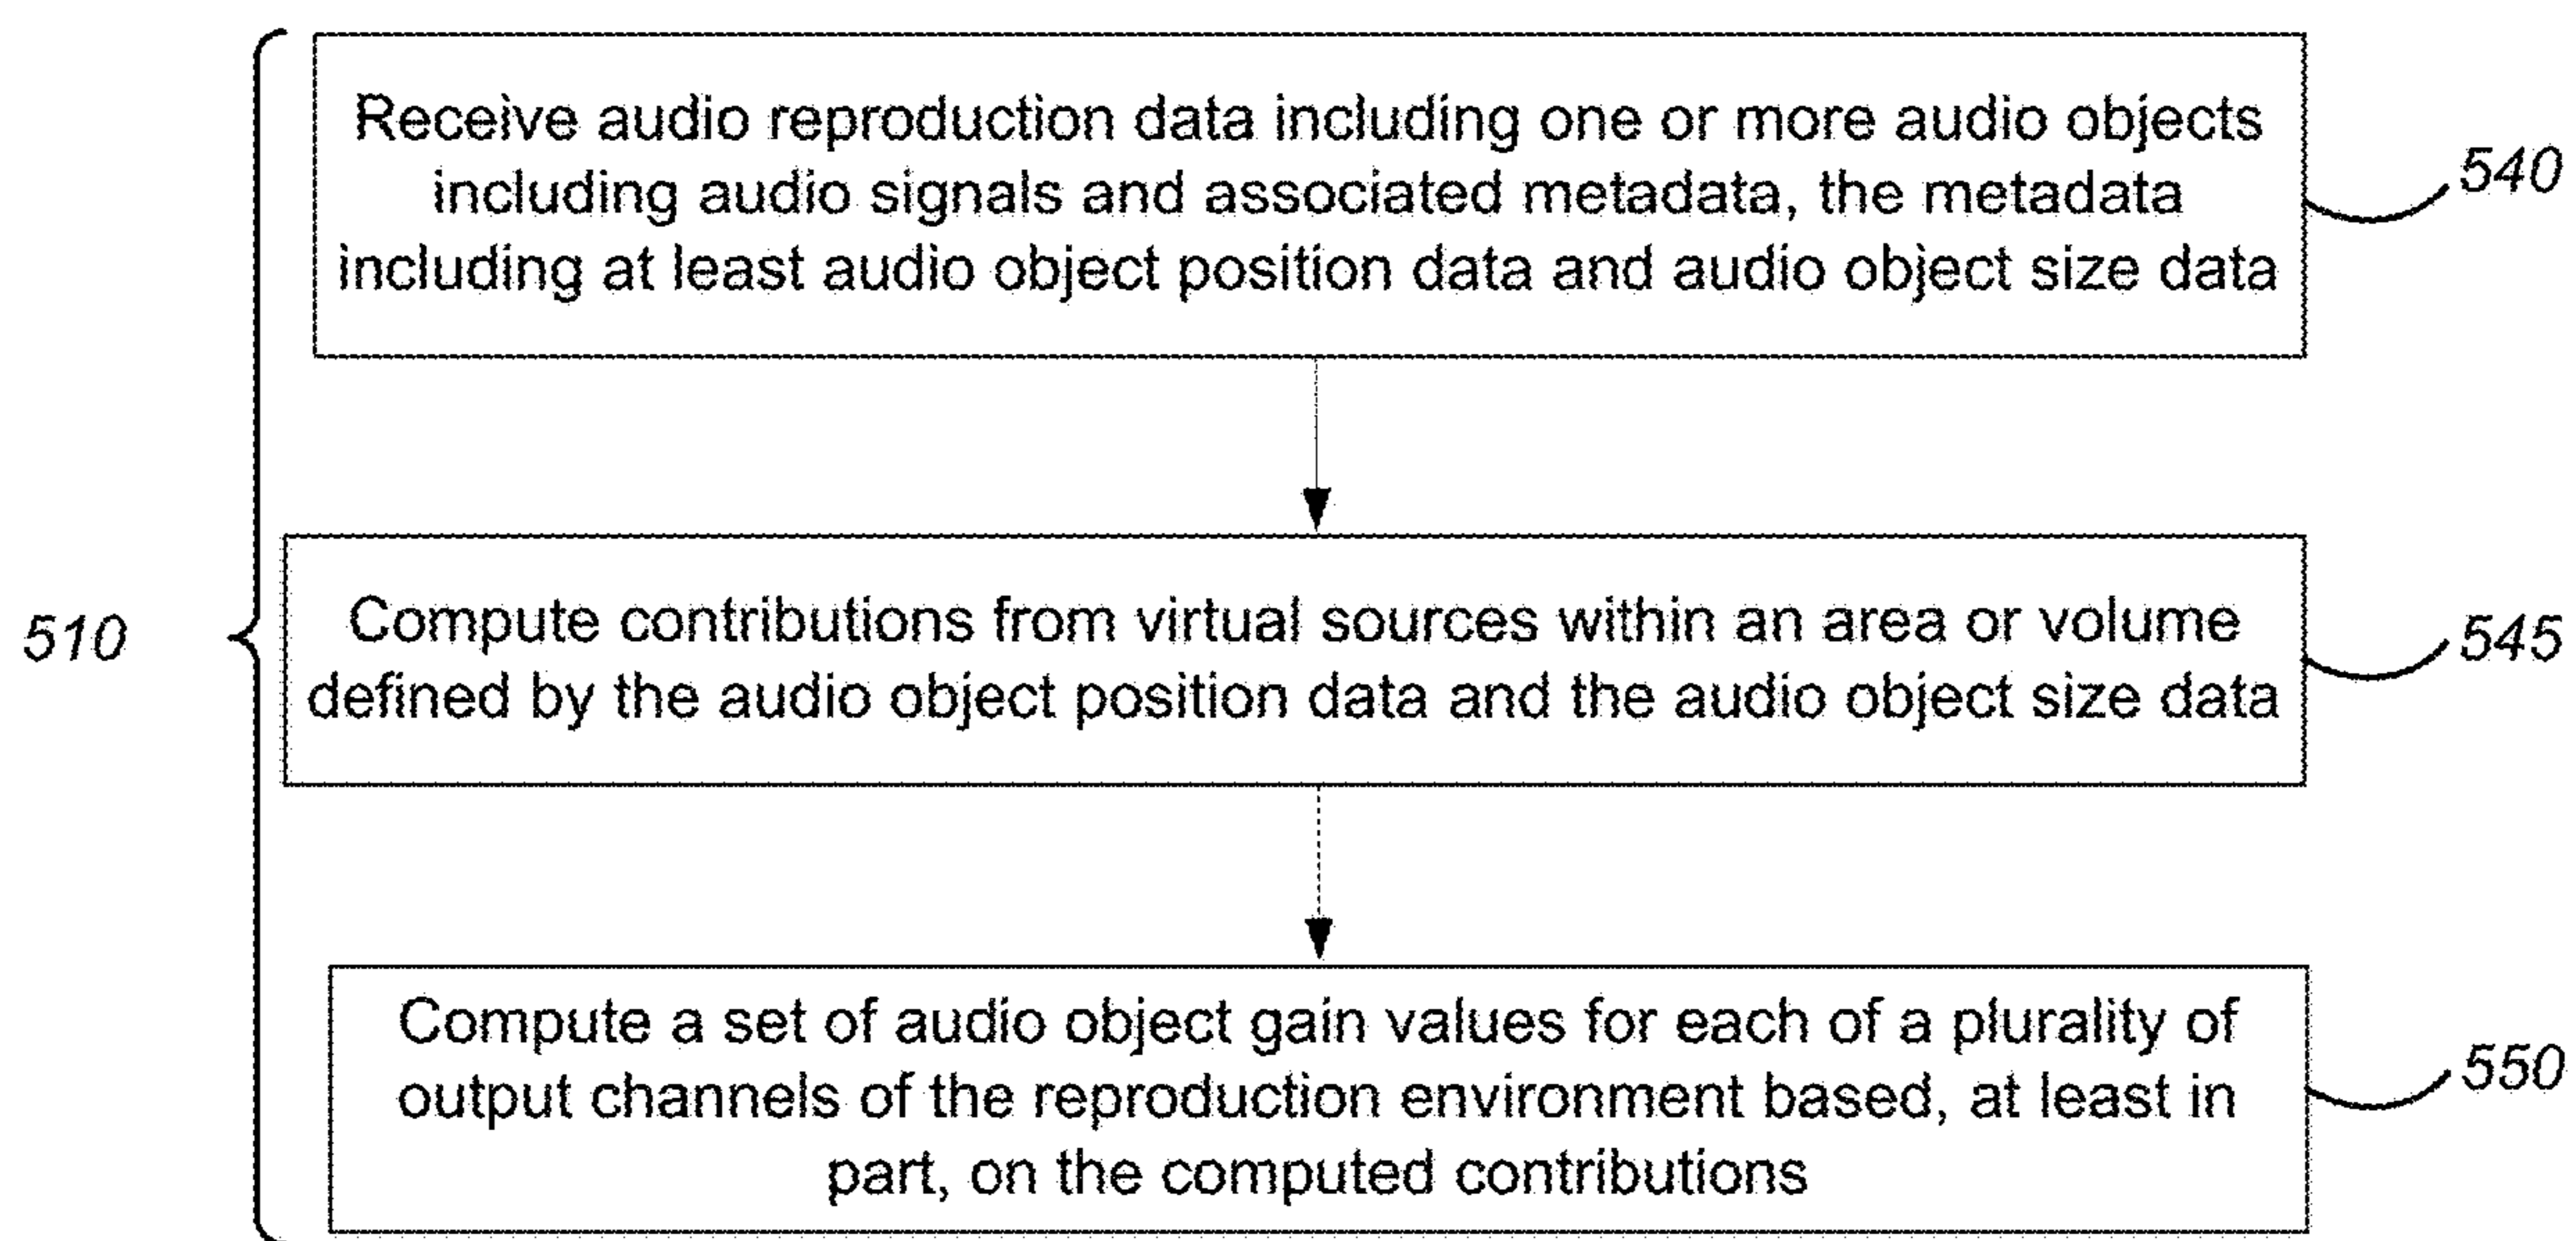 Receive audio reproduction data including one or more audio objects
including audio signals and associated metadata, the metadata
including at least audio object position data and audio object size data
540
510
Compute contributions from virtual sources within an area or volume
defined by the audio object position data and the audio object size data
545
Compute a set of audio object gain values for each of a plurality of
output channels of the reproduction environment based, at least in
part, on the computed contributions
550